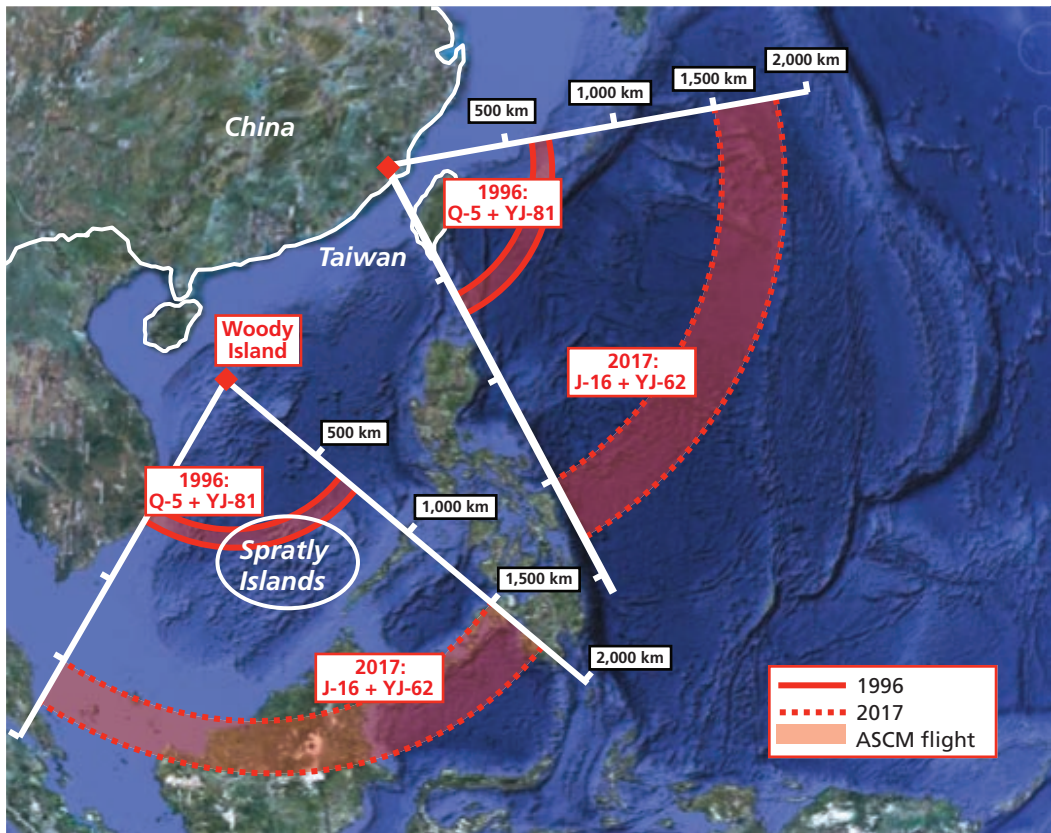 2,000 km
1,500 km
1,000 km
500 km
China
1996:
Q-5 + YJ-81
Taiwan
Woody
Island
2017:
J-16 + YJ-62
500 km
1996:
Q-5 + YJ-81
1,000 km
Spratly
Islands
1,500 km
2,000 km
2017:
J-16 + YJ-62
1996
2017
ASCM flight